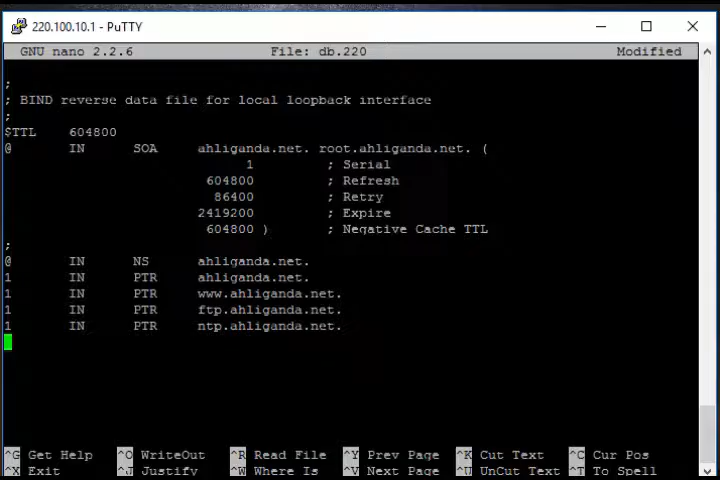 220.100.10.1 - PuTTY
GNU nano 2.2.6 File: db.220 Modified
;
; BIND reverse data file for local loopback interface
;
$TTL 604800
@ IN SOA ahliganda.net. root.ahliganda.net. (
1 ; Serial
604800 ; Refresh
86400 ; Retry
2419200 ; Expire
604800 ) ; Negative Cache TTL
;
@ IN NS ahliganda.net.
1 IN PTR ahliganda.net.
1 IN PTR www.ahliganda.net.
1 IN PTR ftp.ahliganda.net.
1 IN PTR ntp.ahliganda.net.
^G Get Help ^O WriteOut ^R Read File ^Y Prev Page ^K Cut Text ^C Cur Pos
^X Exit ^J Justify ^W Where Is ^V Next Page ^U UnCut Text ^T To Spell